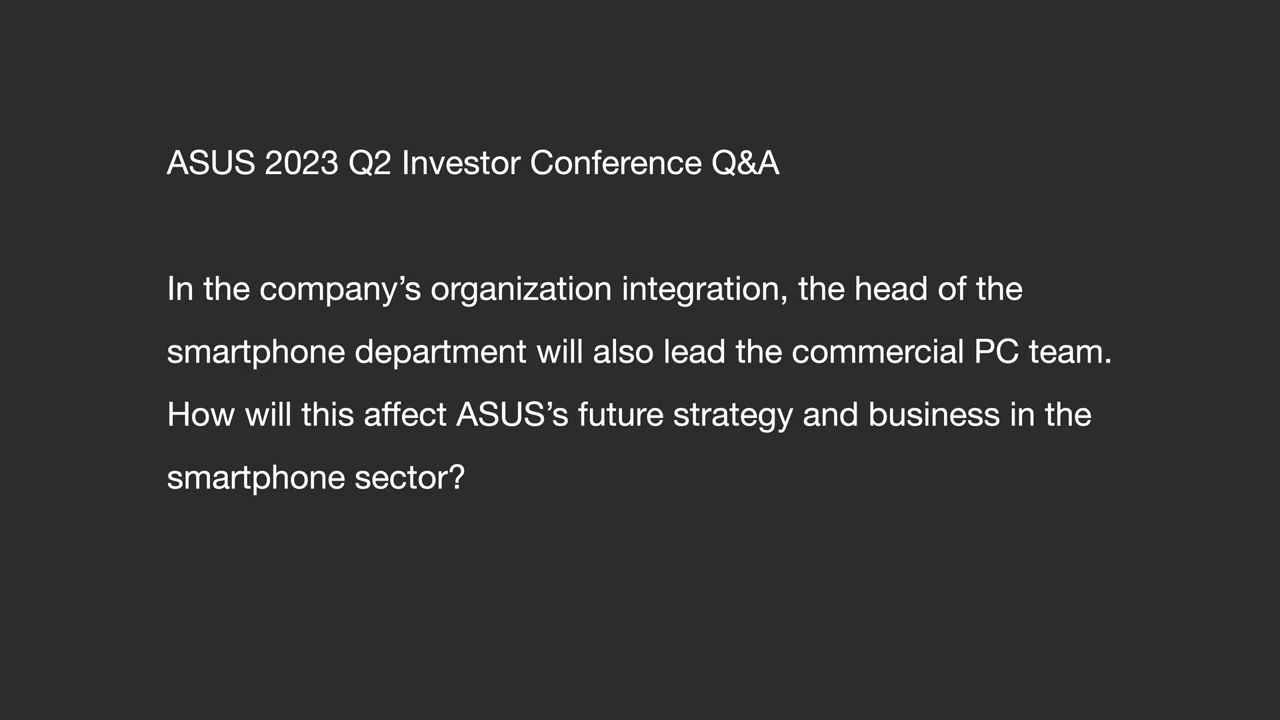 ASUS 2023 Q2 Investor Conference Q&A
In the company’s organization integration, the head of the
smartphone department will also lead the commercial PC team.
How will this affect ASUS’s future strategy and business in the
smartphone sector?